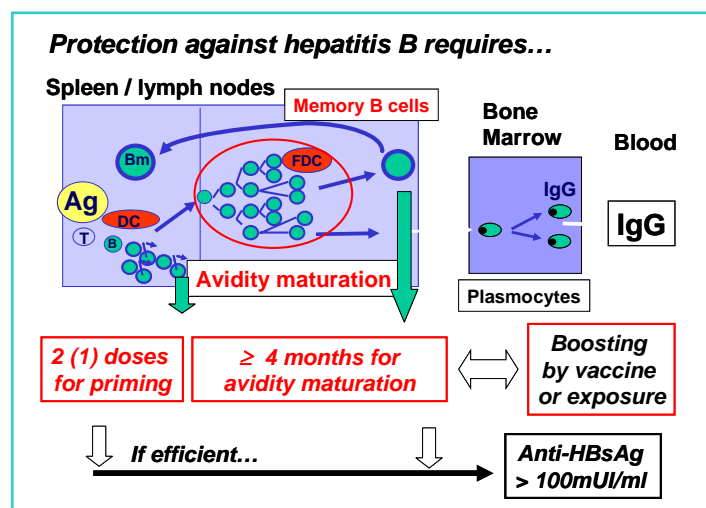 Protection against hepatitis B requires…
Spleen / lymph nodes
Memory B cells
Bone
Marrow
Blood
Bm
FDC
Ag
DC
T
B
IgG
IgG
Avidity maturation
Plasmocytes
2 (1) doses
for priming
≥ 4 months for
avidity maturation
Boosting
by vaccine
or exposure
If efficient…
Anti-HBsAg
> 100mUI/ml